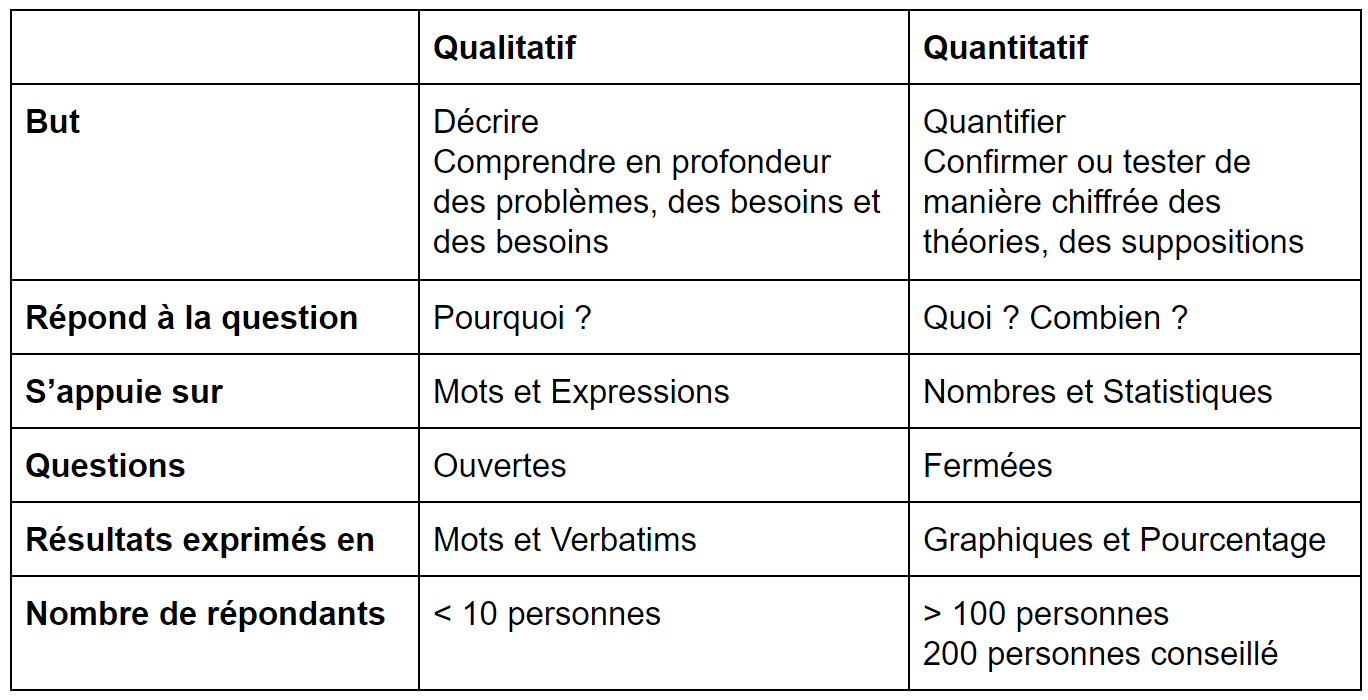 Qualitatif
Quantitatif
But
Décrire
Comprendre en profondeur
des problèmes, des besoins et
des besoins
Quantifier
Confirmer ou tester de
manière chiffrée des
théories, des suppositions
Répond à la question
Pourquoi ?
Quoi ? Combien ?
S’appuie sur
Mots et Expressions
Nombres et Statistiques
Questions
Ouvertes
Fermées
Résultats exprimés en
Mots et Verbatims
Graphiques et Pourcentage
Nombre de répondants
< 10 personnes
> 100 personnes
200 personnes conseillé